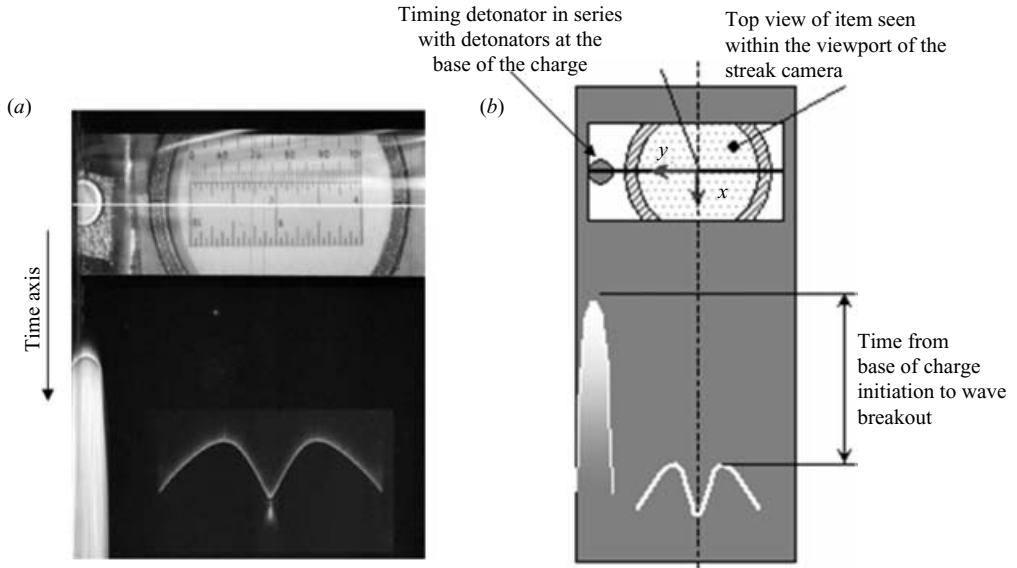 Timing detonator in series
with detonators at the
base of the charge
Top view of item seen
within the viewport of the
streak camera
(a)
(b)
y
x
Time axis
Time from
base of charge
initiation to wave
breakout